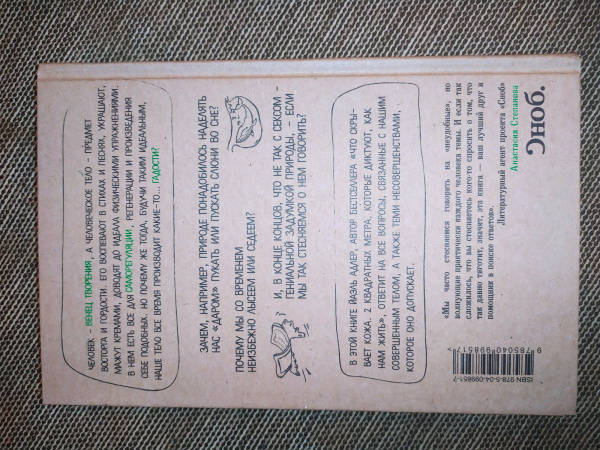 ЧЕЛОВЕК – ВЕНЕЦ ТВОРЕНИЯ, А ЧЕЛОВЕЧЕСКОЕ ТЕЛО – ПРЕДМЕТ
ВОСТОРГА И ГОРДОСТИ. ЕГО ВОСПЕВАЮТ В СТИХАХ И ПЕСНЯХ, УКРАШАЮТ,
МАЖУТ КРЕМАМИ, ДОВОДЯТ ДО ИДЕАЛА ФИЗИЧЕСКИМИ УПРАЖНЕНИЯМИ.
В НЕМ ЕСТЬ ВСЕ ДЛЯ САМОРЕГУЛЯЦИИ, РЕГЕНЕРАЦИИ И ПРОИЗВЕДЕНИЯ
СЕБЕ ПОДОБНЫХ. НО ПОЧЕМУ ЖЕ ТОГДА, БУДУЧИ ТАКИМ ИДЕАЛЬНЫМ,
НАШЕ ТЕЛО ВСЕ ВРЕМЯ ПРОИЗВОДИТ КАКИЕ-ТО... ГАДОСТИ?
ЗАЧЕМ, НАПРИМЕР, ПРИРОДЕ ПОНАДОБИЛОСЬ НАДЕЛЯТЬ
НАС «ДАРОМ» ПУКАТЬ ИЛИ ПУСКАТЬ СЛЮНИ ВО СНЕ?
ПОЧЕМУ МЫ СО ВРЕМЕНЕМ
НЕИЗБЕЖНО ЛЫСЕЕМ ИЛИ СЕДЕЕМ?
И, В КОНЦЕ КОНЦОВ, ЧТО НЕ ТАК С СЕКСОМ –
ГЕНИАЛЬНОЙ ЗАДУМКОЙ ПРИРОДЫ, – ЕСЛИ
МЫ ТАК СТЕСНЯЕМСЯ О НЕМ ГОВОРИТЬ?
В ЭТОЙ КНИГЕ ЙАЭЛЬ АДЛЕР, АВТОР БЕСТСЕЛЛЕРА «ЧТО СКРЫ-
ВАЕТ КОЖА. 2 КВАДРАТНЫХ МЕТРА, КОТОРЫЕ ДИКТУЮТ, КАК
НАМ ЖИТЬ», ОТВЕТИТ НА ВСЕ ВОПРОСЫ, СВЯЗАННЫЕ С НАШИМ
СОВЕРШЕННЫМ ТЕЛОМ, А ТАКЖЕ ТЕМИ НЕСОВЕРШЕНСТВАМИ,
КОТОРОЕ ОНО ДОПУСКАЕТ.
«Мы часто стесняемся говорить на «неудобные», но
волнующие практически каждого человека темы. И если так
сложилось, что вы стесняетесь кого-то спросить о том, что
так давно тяготит, значит, эта книга — ваш лучший друг и
помощник в поиске ответов».
Литературный агент проекта «Сноб»
Анастасия Степанова
Сноб.
ISBN 978-5-04-099851-7
9 785040 998517